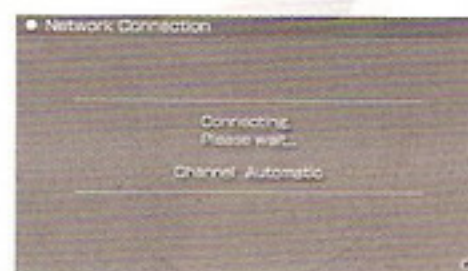 Network Connection
Connecting...
Please wait...
Channel Automatic